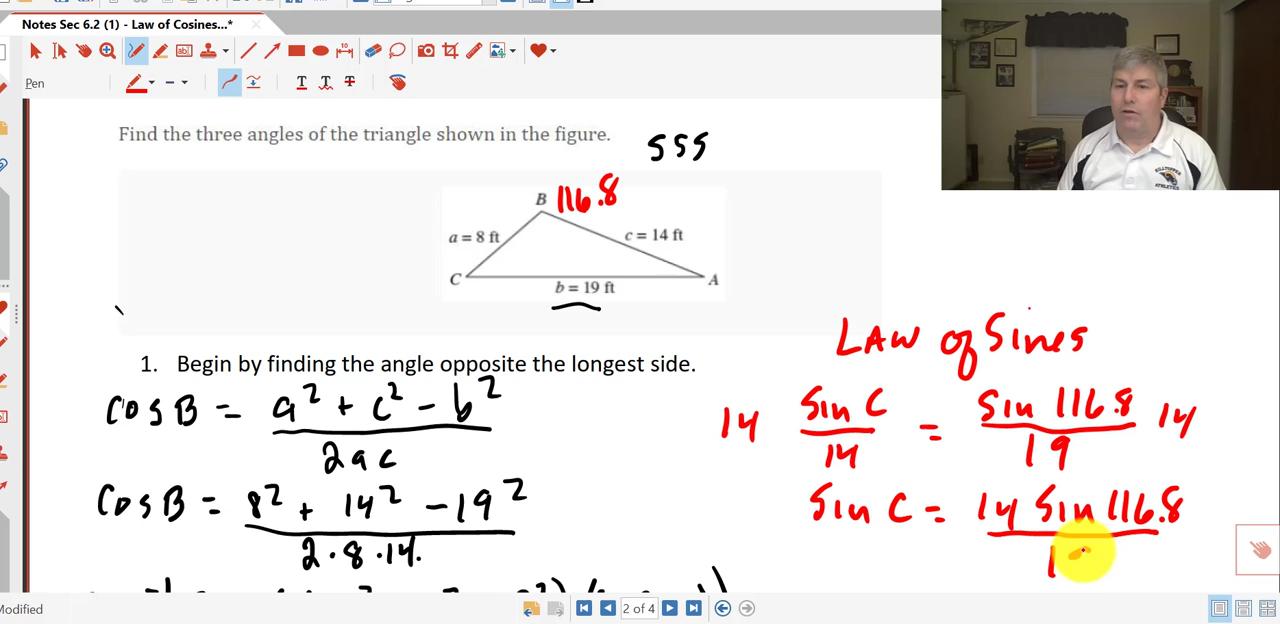 Notes Sec 6.2 (1) - Law of Cosines...*
Pen
Find the three angles of the triangle shown in the figure.
SSS
B 116.8
a = 8 ft
c = 14 ft
C
A
b = 19 ft
HILLTOPPER
ATHLETICS
1. Begin by finding the angle opposite the longest side.
LAW of Sines
cos B = a² + c² - b²
2ac
14 sin C = sin 116.8 14
14 19
cos B = 8² + 14² - 19²
2·8·14.
sin C = 14 sin 116.8
Modified
2 of 4